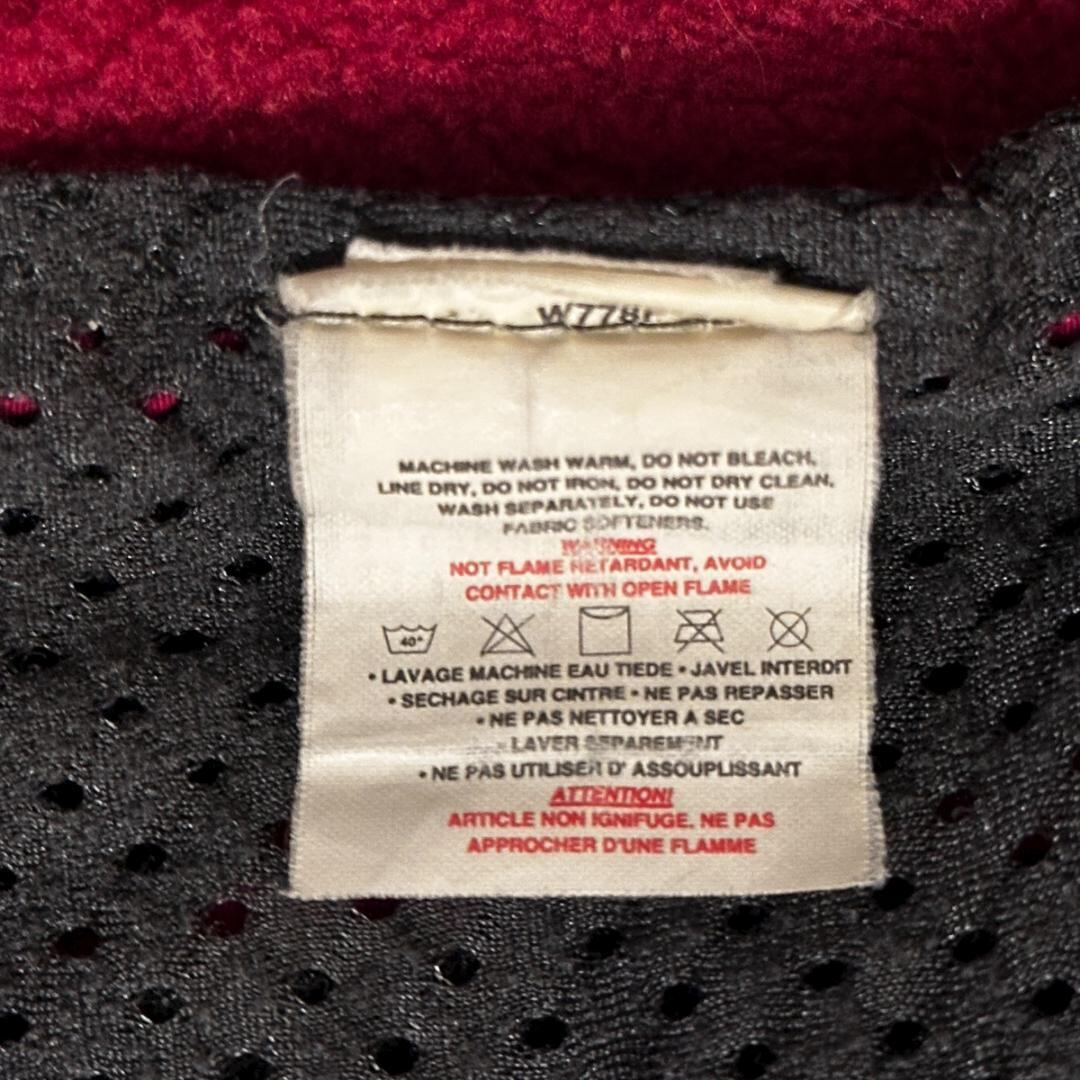 MACHINE WASH WARM, DO NOT BLEACH,
LINE DRY, DO NOT IRON, DO NOT DRY CLEAN,
WASH SEPARATELY, DO NOT USE
FABRIC SOFTENERS.
WARNING
NOT FLAME RETARDANT, AVOID
CONTACT WITH OPEN FLAME
40°
• LAVAGE MACHINE EAU TIEDE • JAVEL INTERDIT
• SECHAGE SUR CINTRE • NE PAS REPASSER
• NE PAS NETTOYER A SEC
• LAVER SEPAREMENT
• NE PAS UTILISER D' ASSOUPLISSANT
ATTENTION!
ARTICLE NON IGNIFUGE. NE PAS
APPROCHER D'UNE FLAMME